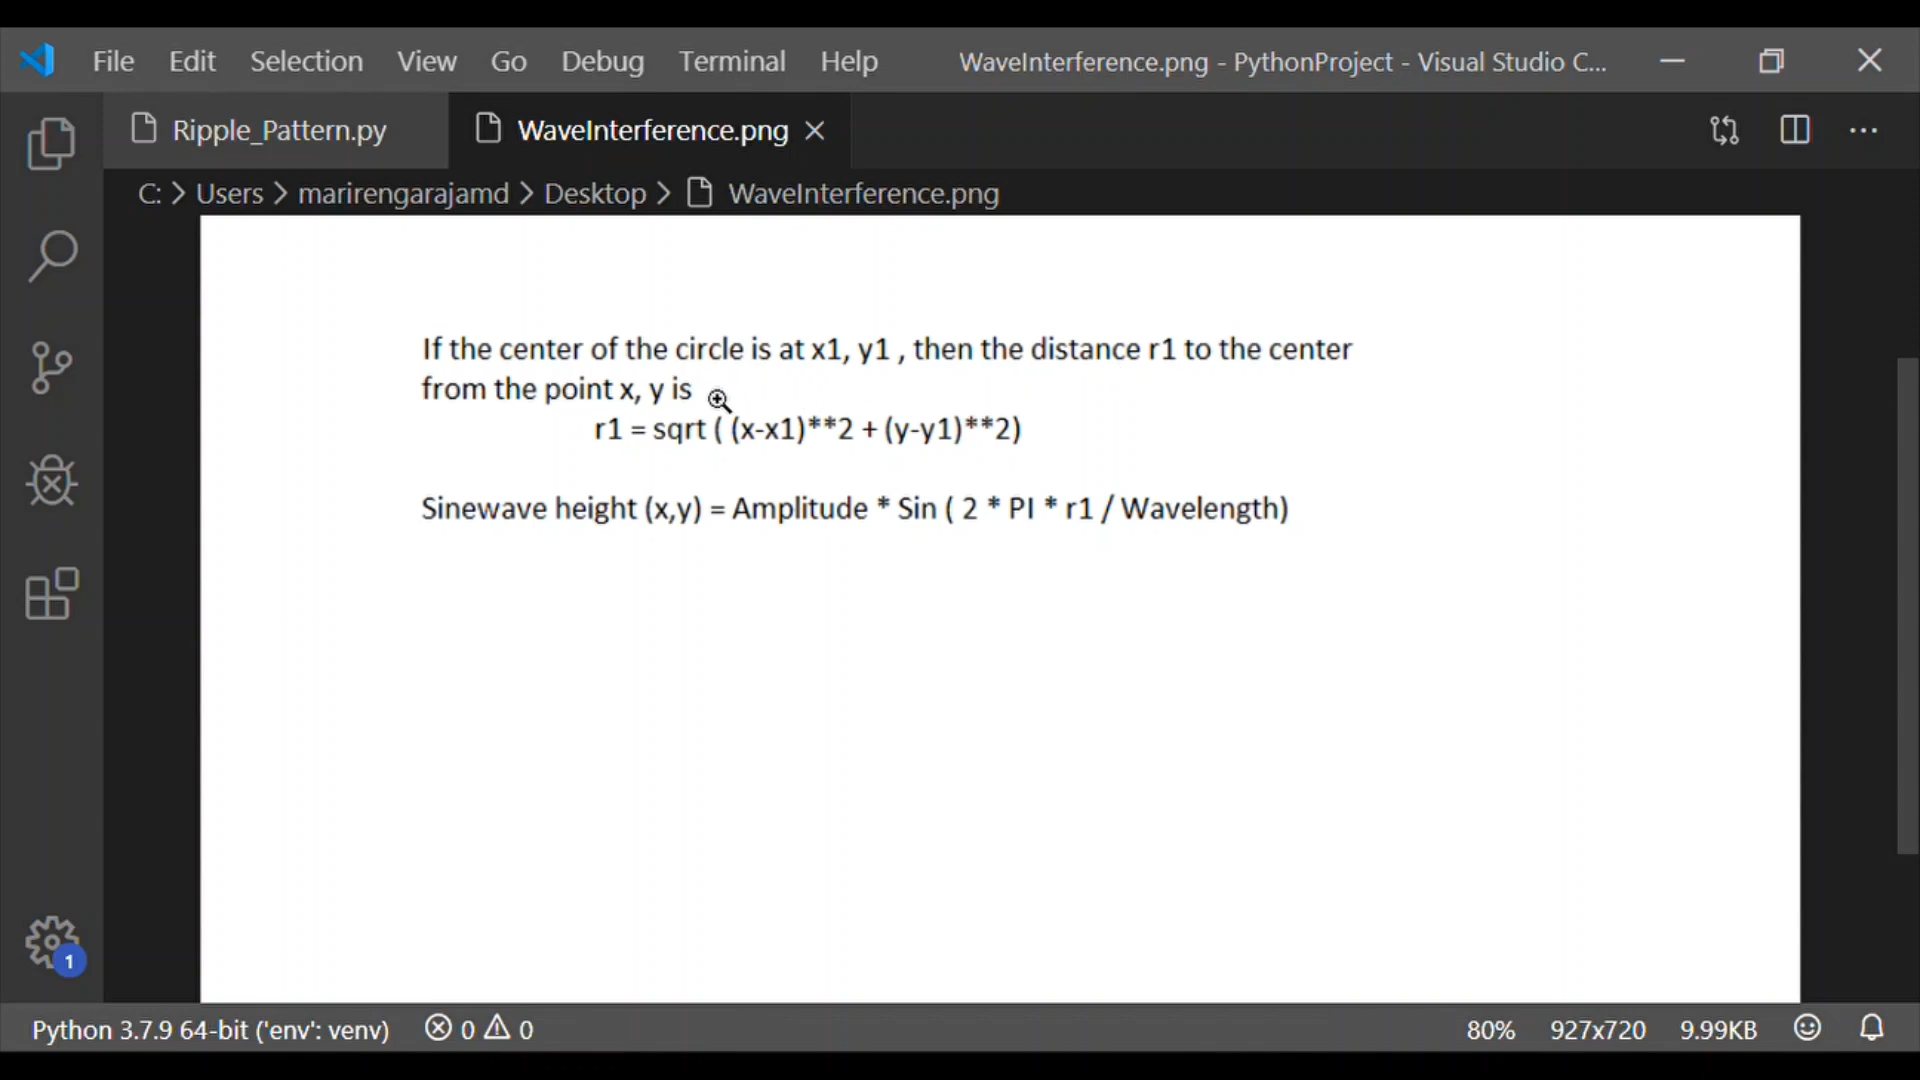 File Edit Selection View Go Debug Terminal Help WaveInterference.png - PythonProject - Visual Studio C...
Ripple_Pattern.py WaveInterference.png
C: > Users > marirengarajamd > Desktop > WaveInterference.png
If the center of the circle is at x1, y1 , then the distance r1 to the center
from the point x, y is
r1 = sqrt ( (x-x1)**2 + (y-y1)**2)
Sinewave height (x,y) = Amplitude * Sin ( 2 * PI * r1 / Wavelength)
1
Python 3.7.9 64-bit ('env': venv) 0 0 80% 927x720 9.99KB